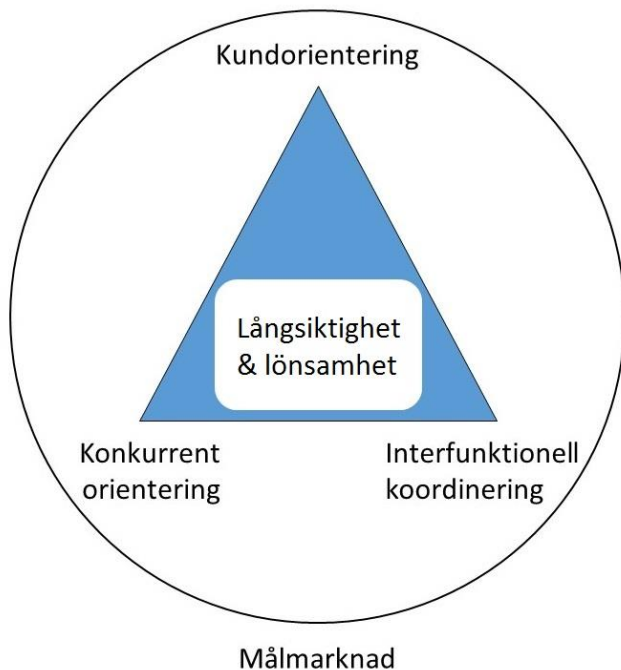 Kundorientering
Långsiktighet
& lönsamhet
Konkurrent
orientering
Interfunktionell
koordinering
Målmarknad